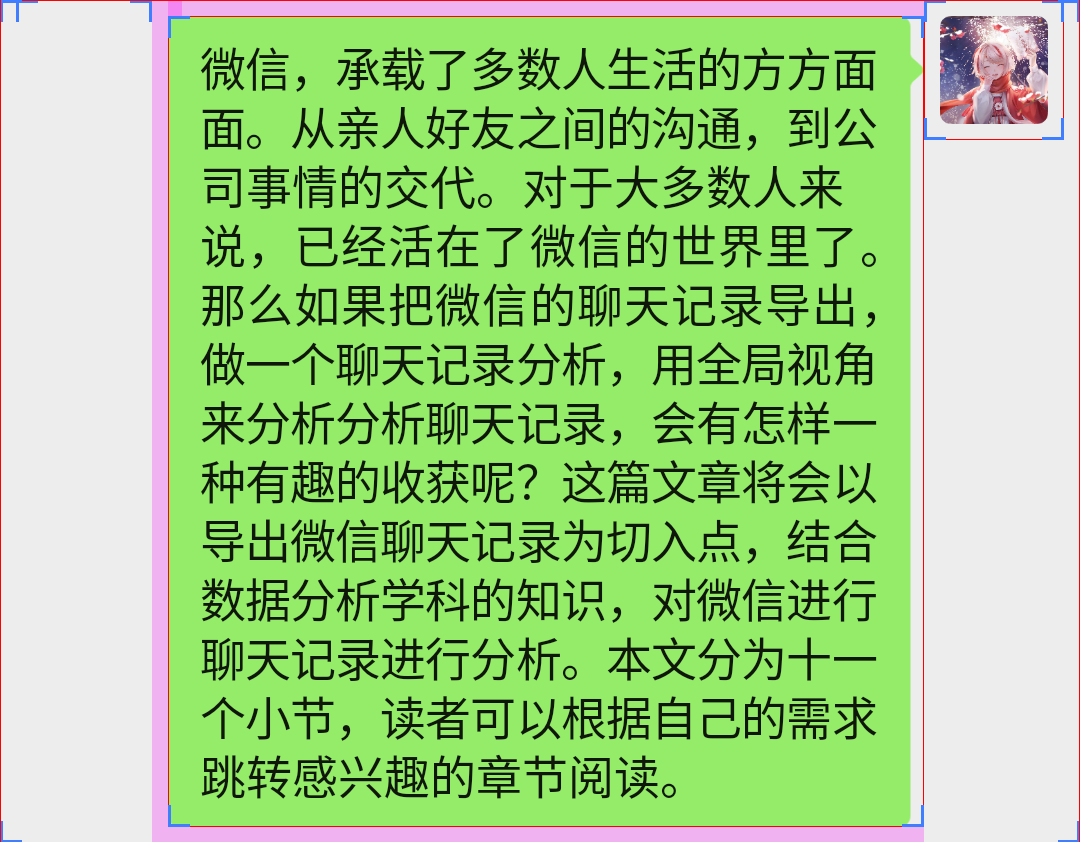 微信，承载了多数人生活的方方面
面。从亲人好友之间的沟通，到公
司事情的交代。对于大多数人来
说，已经活在了微信的世界里了。
那么如果把微信的聊天记录导出，
做一个聊天记录分析，用全局视角
来分析分析聊天记录，会有怎样一
种有趣的收获呢？这篇文章将会以
导出微信聊天记录为切入点，结合
数据分析学科的知识，对微信进行
聊天记录进行分析。本文分为十一
个小节，读者可以根据自己的需求
跳转感兴趣的章节阅读。